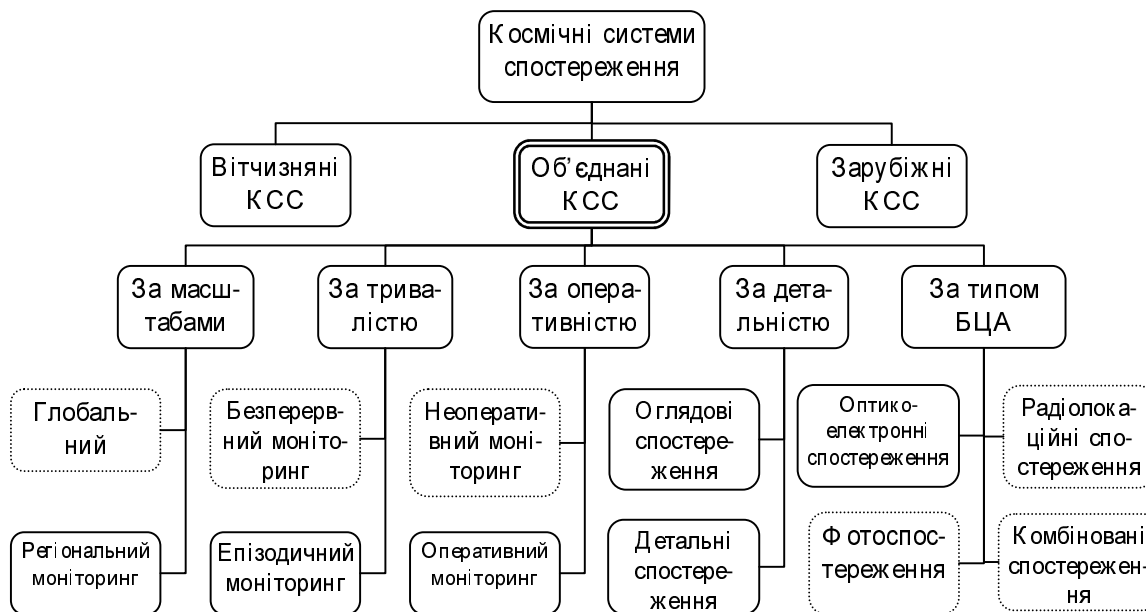 Космічні системи
спостереження
Вітчизняні
КСС
Об’єднані
КСС
Зарубіжні
КСС
За масш-
табами
За трива-
лістю
За опера-
тивністю
За дета-
льністю
За типом
БЦА
Глобаль-
ний
Безперерв-
ний моніто-
ринг
Неоперати-
вний моні-
торинг
Оглядові
спостере-
ження
Оптико-
електронні
спостереження
Радіолока-
ційні спо-
стереження
Регіональний
моніторинг
Епізодичний
моніторинг
Оперативний
моніторинг
Детальні
спостере-
ження
Фотоспос-
тереження
Комбіновані
спостережен-
ня